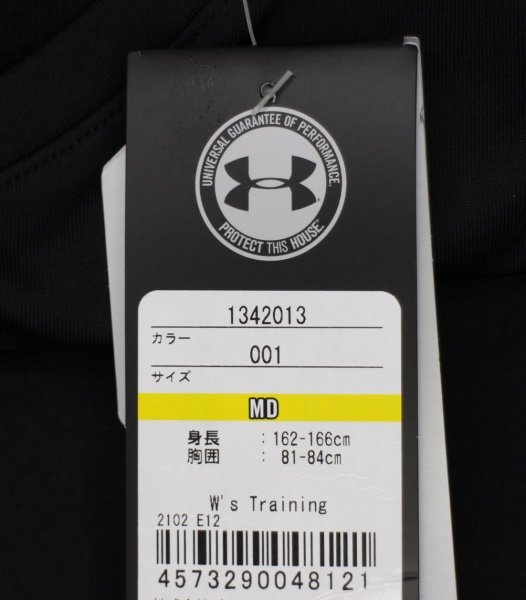 UNIVERSAL GUARANTEE OF PERFORMANCE.
PROTECT THIS HOUSE.®
1342013
カラー
001
サイズ
MD
身長 :162-166cm
胸囲 : 81-84cm
W's Training
2102 E12
4573290048121